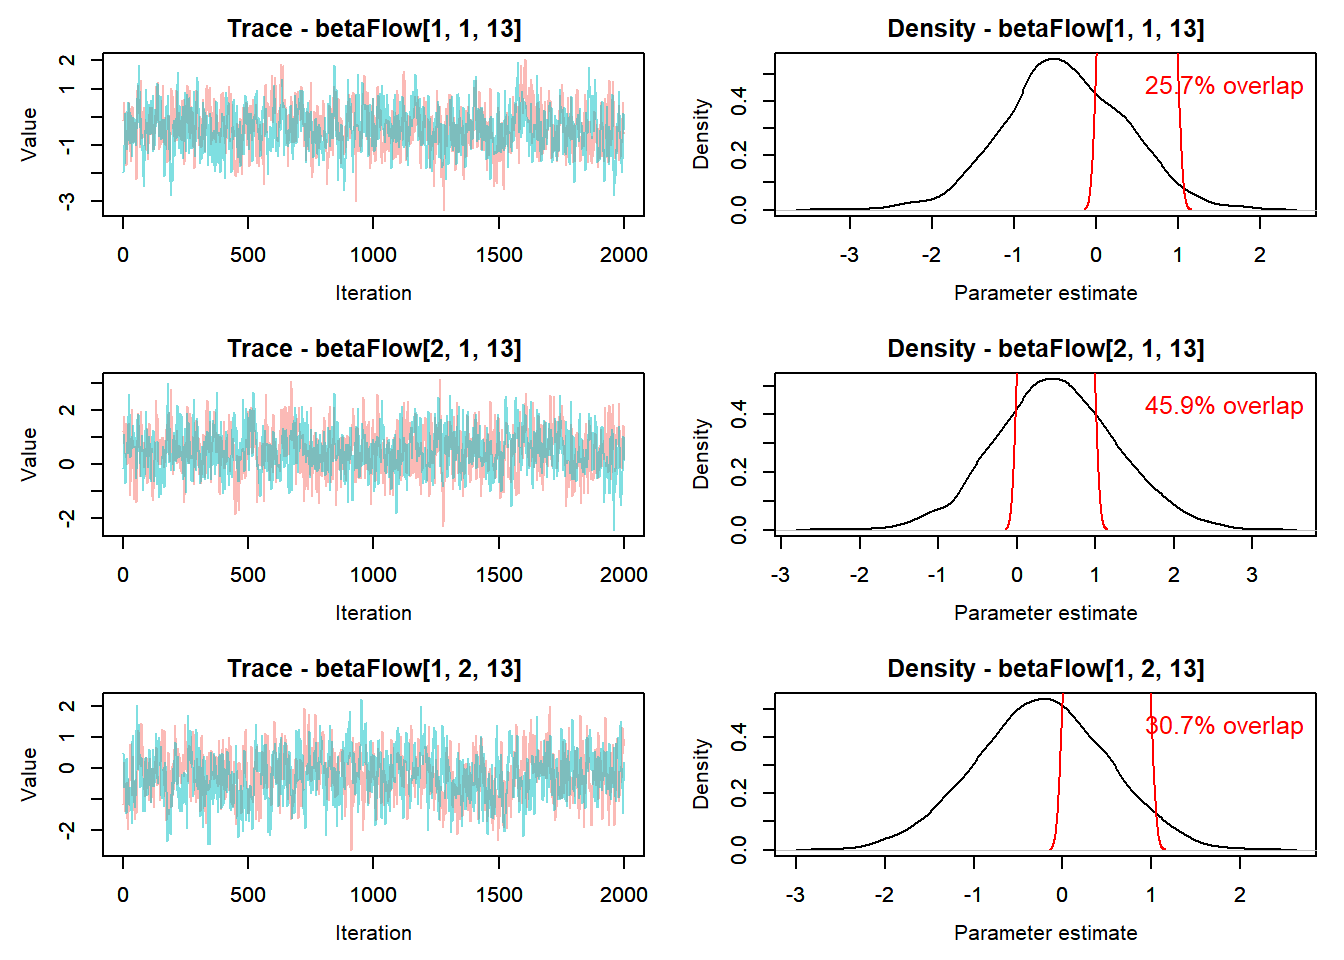 Trace - betaFlow[1, 1, 13]
Value
2
1
-1
-3
0 500 1000 1500 2000
Iteration
Density - betaFlow[1, 1, 13]
25.7% overlap
Density
0.4
0.2
0.0
-3 -2 -1 0 1 2
Parameter estimate
Trace - betaFlow[2, 1, 13]
Value
2
0
-2
0 500 1000 1500 2000
Iteration
Density - betaFlow[2, 1, 13]
45.9% overlap
Density
0.4
0.2
0.0
-3 -2 -1 0 1 2 3
Parameter estimate
Trace - betaFlow[1, 2, 13]
Value
2
1
0
-2
0 500 1000 1500 2000
Iteration
Density - betaFlow[1, 2, 13]
30.7% overlap
Density
0.4
0.2
0.0
-3 -2 -1 0 1 2
Parameter estimate